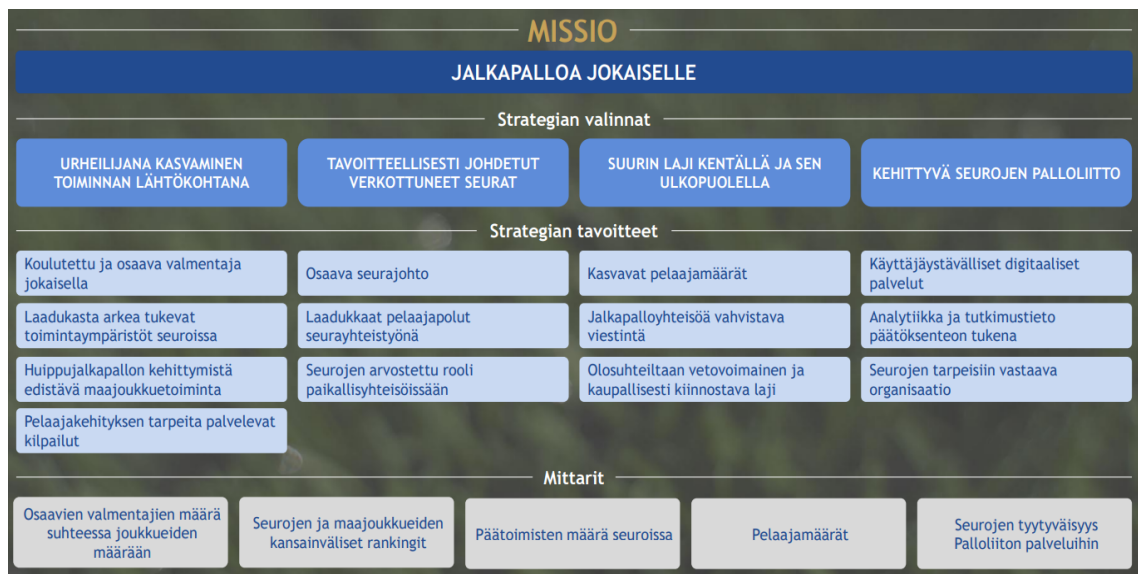 MISSIO
JALKAPALLOA JOKAISELLE
Strategian valinnat
URHEILIJANA KASVAMINEN
TOIMINNAN LÄHTÖKOHTANA
TAVOITTEELLISESTI JOHDETUT
VERKOTTUNEET SEURAT
SUURIN LAJI KENTÄLLÄ JA SEN
ULKOPUOLELLA
KEHITTYVÄ SEUROJEN PALLOLIITTO
Strategian tavoitteet
Koulutettu ja osaava valmentaja
jokaisella
Osaava seurajohto
Kasvavat pelaajamäärät
Käyttäjäystävälliset digitaaliset
palvelut
Laadukasta arkea tukevat
toimintaympäristöt seuroissa
Laadukkaat pelaajapolut
seurayhteistyönä
Jalkapalloyhteisöä vahvistava
viestintä
Analytiikka ja tutkimustieto
päätöksenteon tukena
Huippujalkapallon kehittymistä
edistävä maajoukkuetoiminta
Seurojen arvostettu rooli
paikallisyhteisöissään
Olosuhteiltaan vetovoimainen ja
kaupallisesti kiinnostava laji
Seurojen tarpeisiin vastaava
organisaatio
Pelaajakehityksen tarpeita palvelevat
kilpailut
Mittarit
Osaavien valmentajien määrä
suhteessa joukkueiden
määrään
Seurojen ja maajoukkueiden
kansainväliset rankingit
Päätoimisten määrä seuroissa
Pelaajamäärät
Seurojen tyytyväisyys
Palloliiton palveluihin